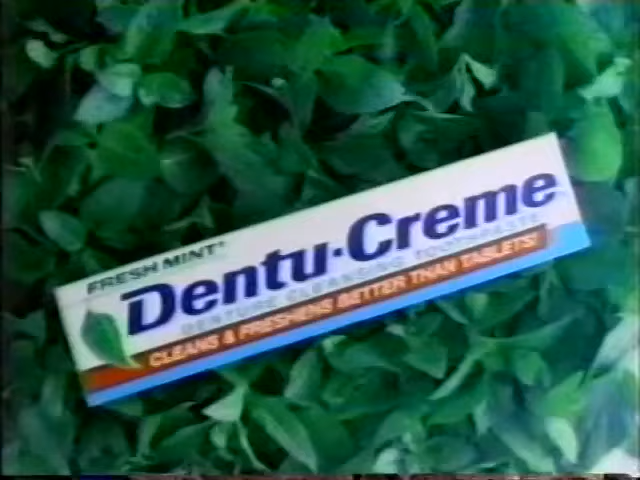 FRESH MINT
Dentu·Creme
DENTURE CLEANSING TOOTHPASTE
CLEANS & FRESHENS BETTER THAN TABLETS!